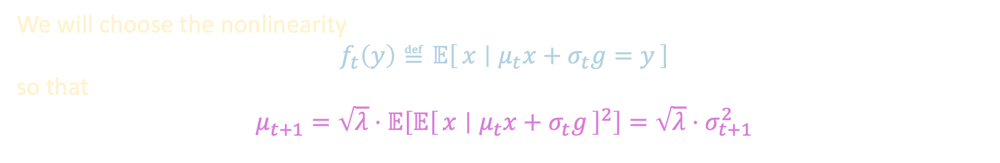 We will choose the nonlinearity
f_t(y) ≝ 𝔼[ x | μ_t x + σ_t g = y ]
so that
μ_{t+1} = √λ · 𝔼[𝔼[ x | μ_t x + σ_t g ]²] = √λ · σ²_{t+1}